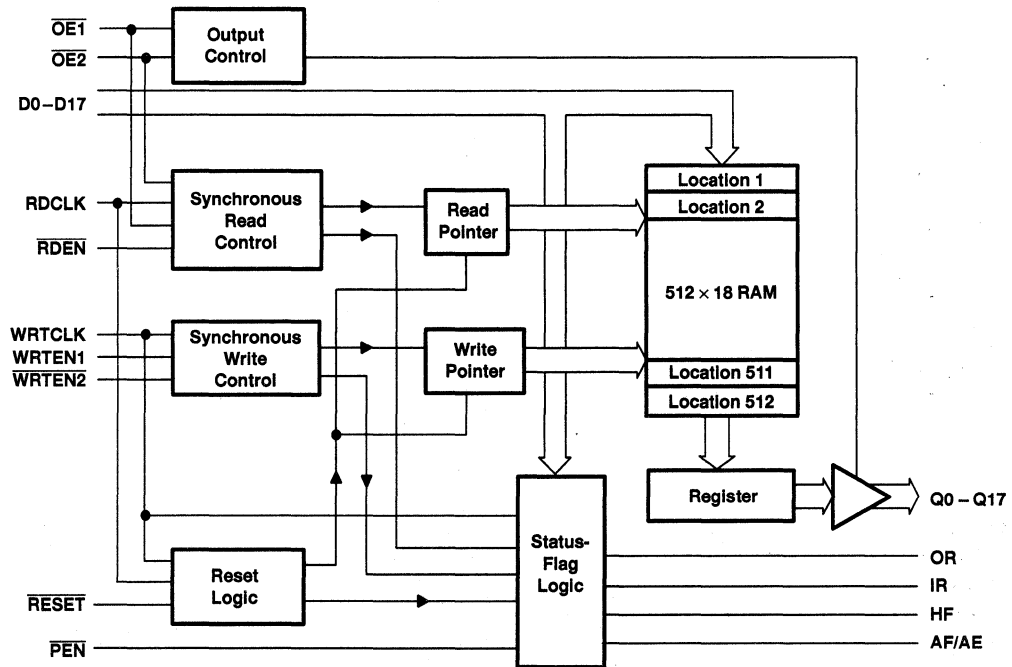 OE1
OE2
Output
Control
D0–D17
RDCLK
RDEN
Synchronous
Read
Control
Read
Pointer
Location 1
Location 2
512 × 18 RAM
Location 511
Location 512
WRTCLK
WRTEN1
WRTEN2
Synchronous
Write
Control
Write
Pointer
Register
Q0 – Q17
Reset
Logic
RESET
PEN
Status-
Flag
Logic
OR
IR
HF
AF/AE